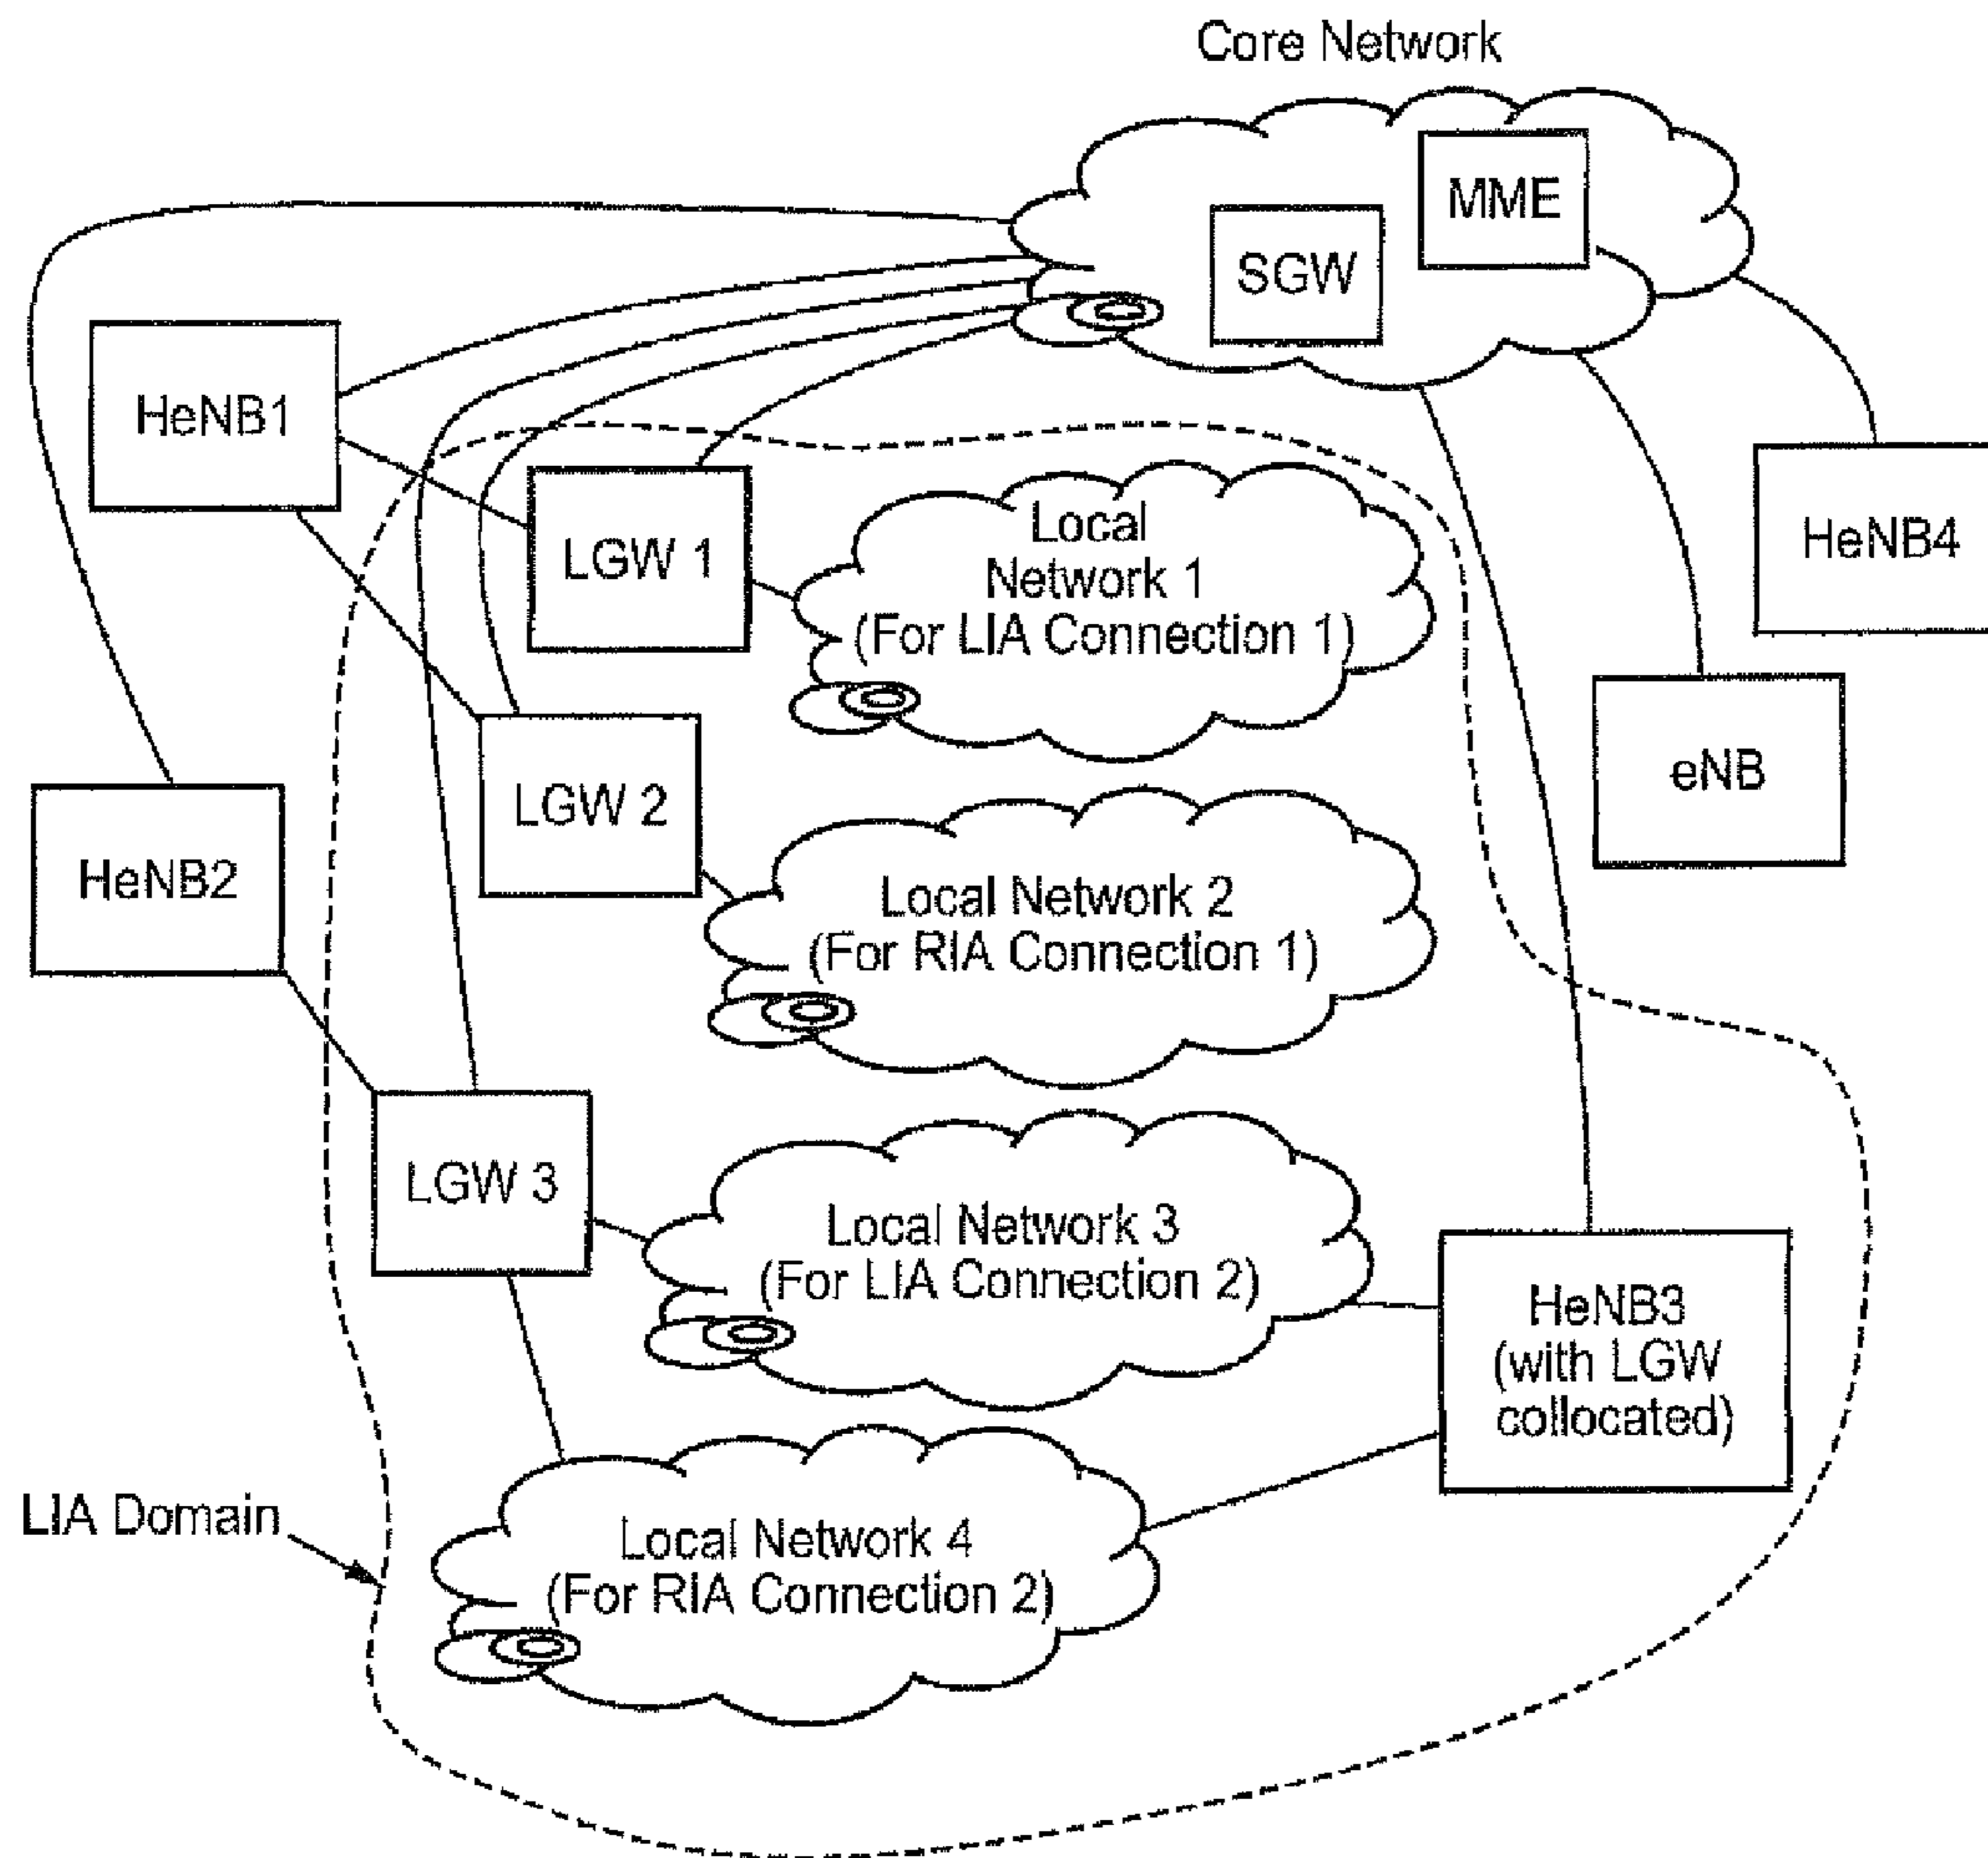 Core Network
MME
SGW
HeNB1
HeNB4
LGW 1
Local
Network 1
(For LIA Connection 1)
eNB
LGW 2
HeNB2
Local Network 2
(For RIA Connection 1)
LGW 3
Local Network 3
(For LIA Connection 2)
HeNB3
(with LGW
collocated)
LIA Domain
Local Network 4
(For RIA Connection 2)